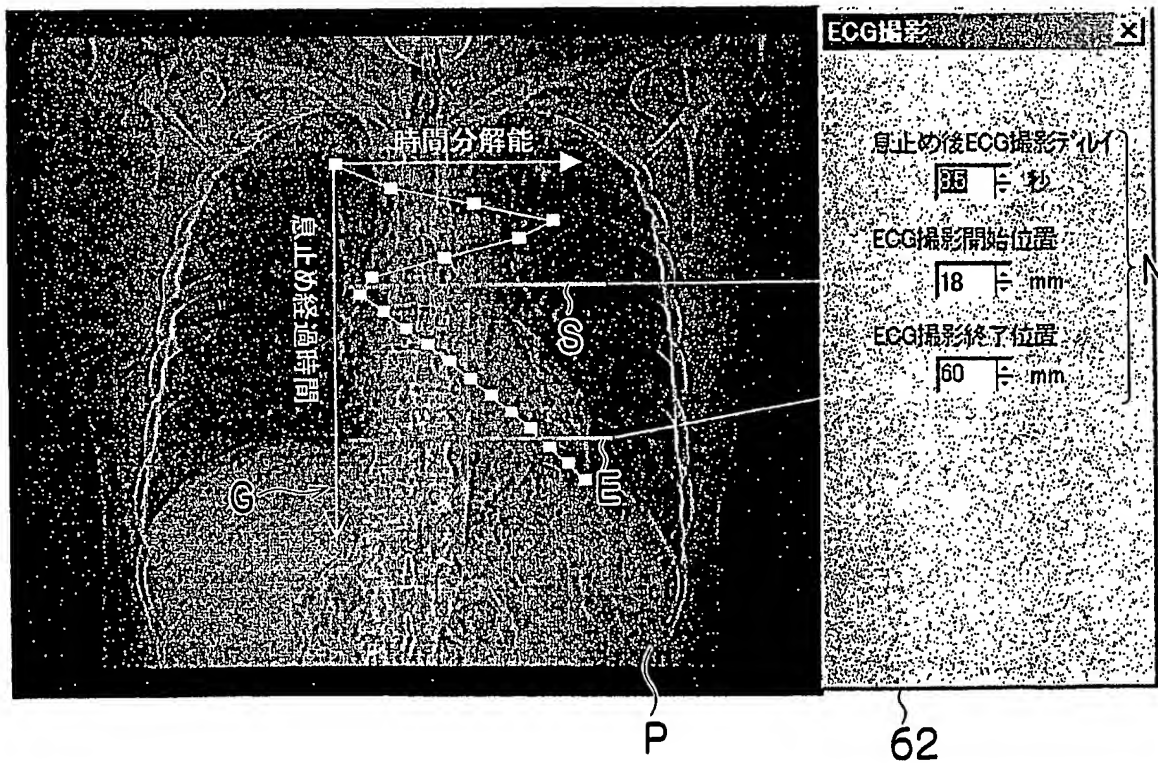 ECG撮影
時間分解能
息止め経過時間
息止め後ECG撮影ディレイ
35 秒
ECG撮影開始位置
18 mm
ECG撮影終了位置
60 mm
N
S
G
E
P
62